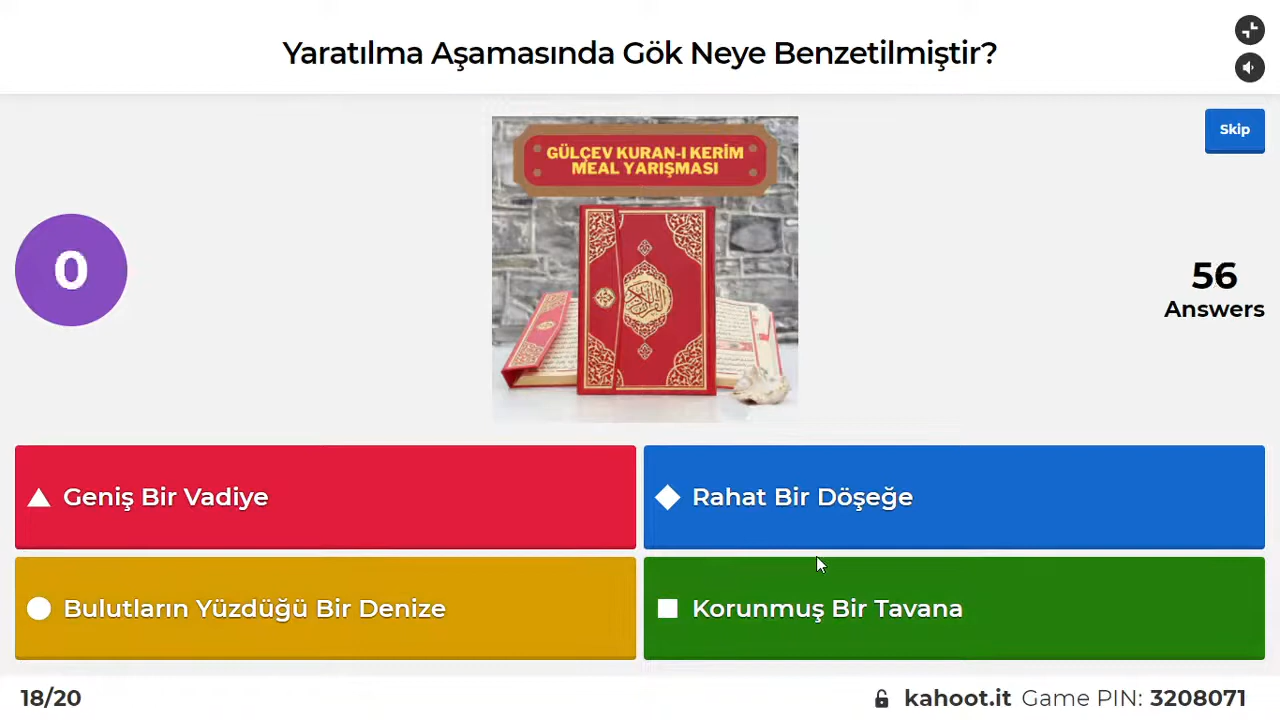 Yaratılma Aşamasında Gök Neye Benzetilmiştir?
Skip
GÜLÇEV KURAN-I KERİM
MEAL YARIŞMASI
0
56
Answers
Geniş Bir Vadiye
Rahat Bir Döşeğe
Bulutların Yüzdüğü Bir Denize
Korunmuş Bir Tavana
18/20
kahoot.it Game PIN: 3208071